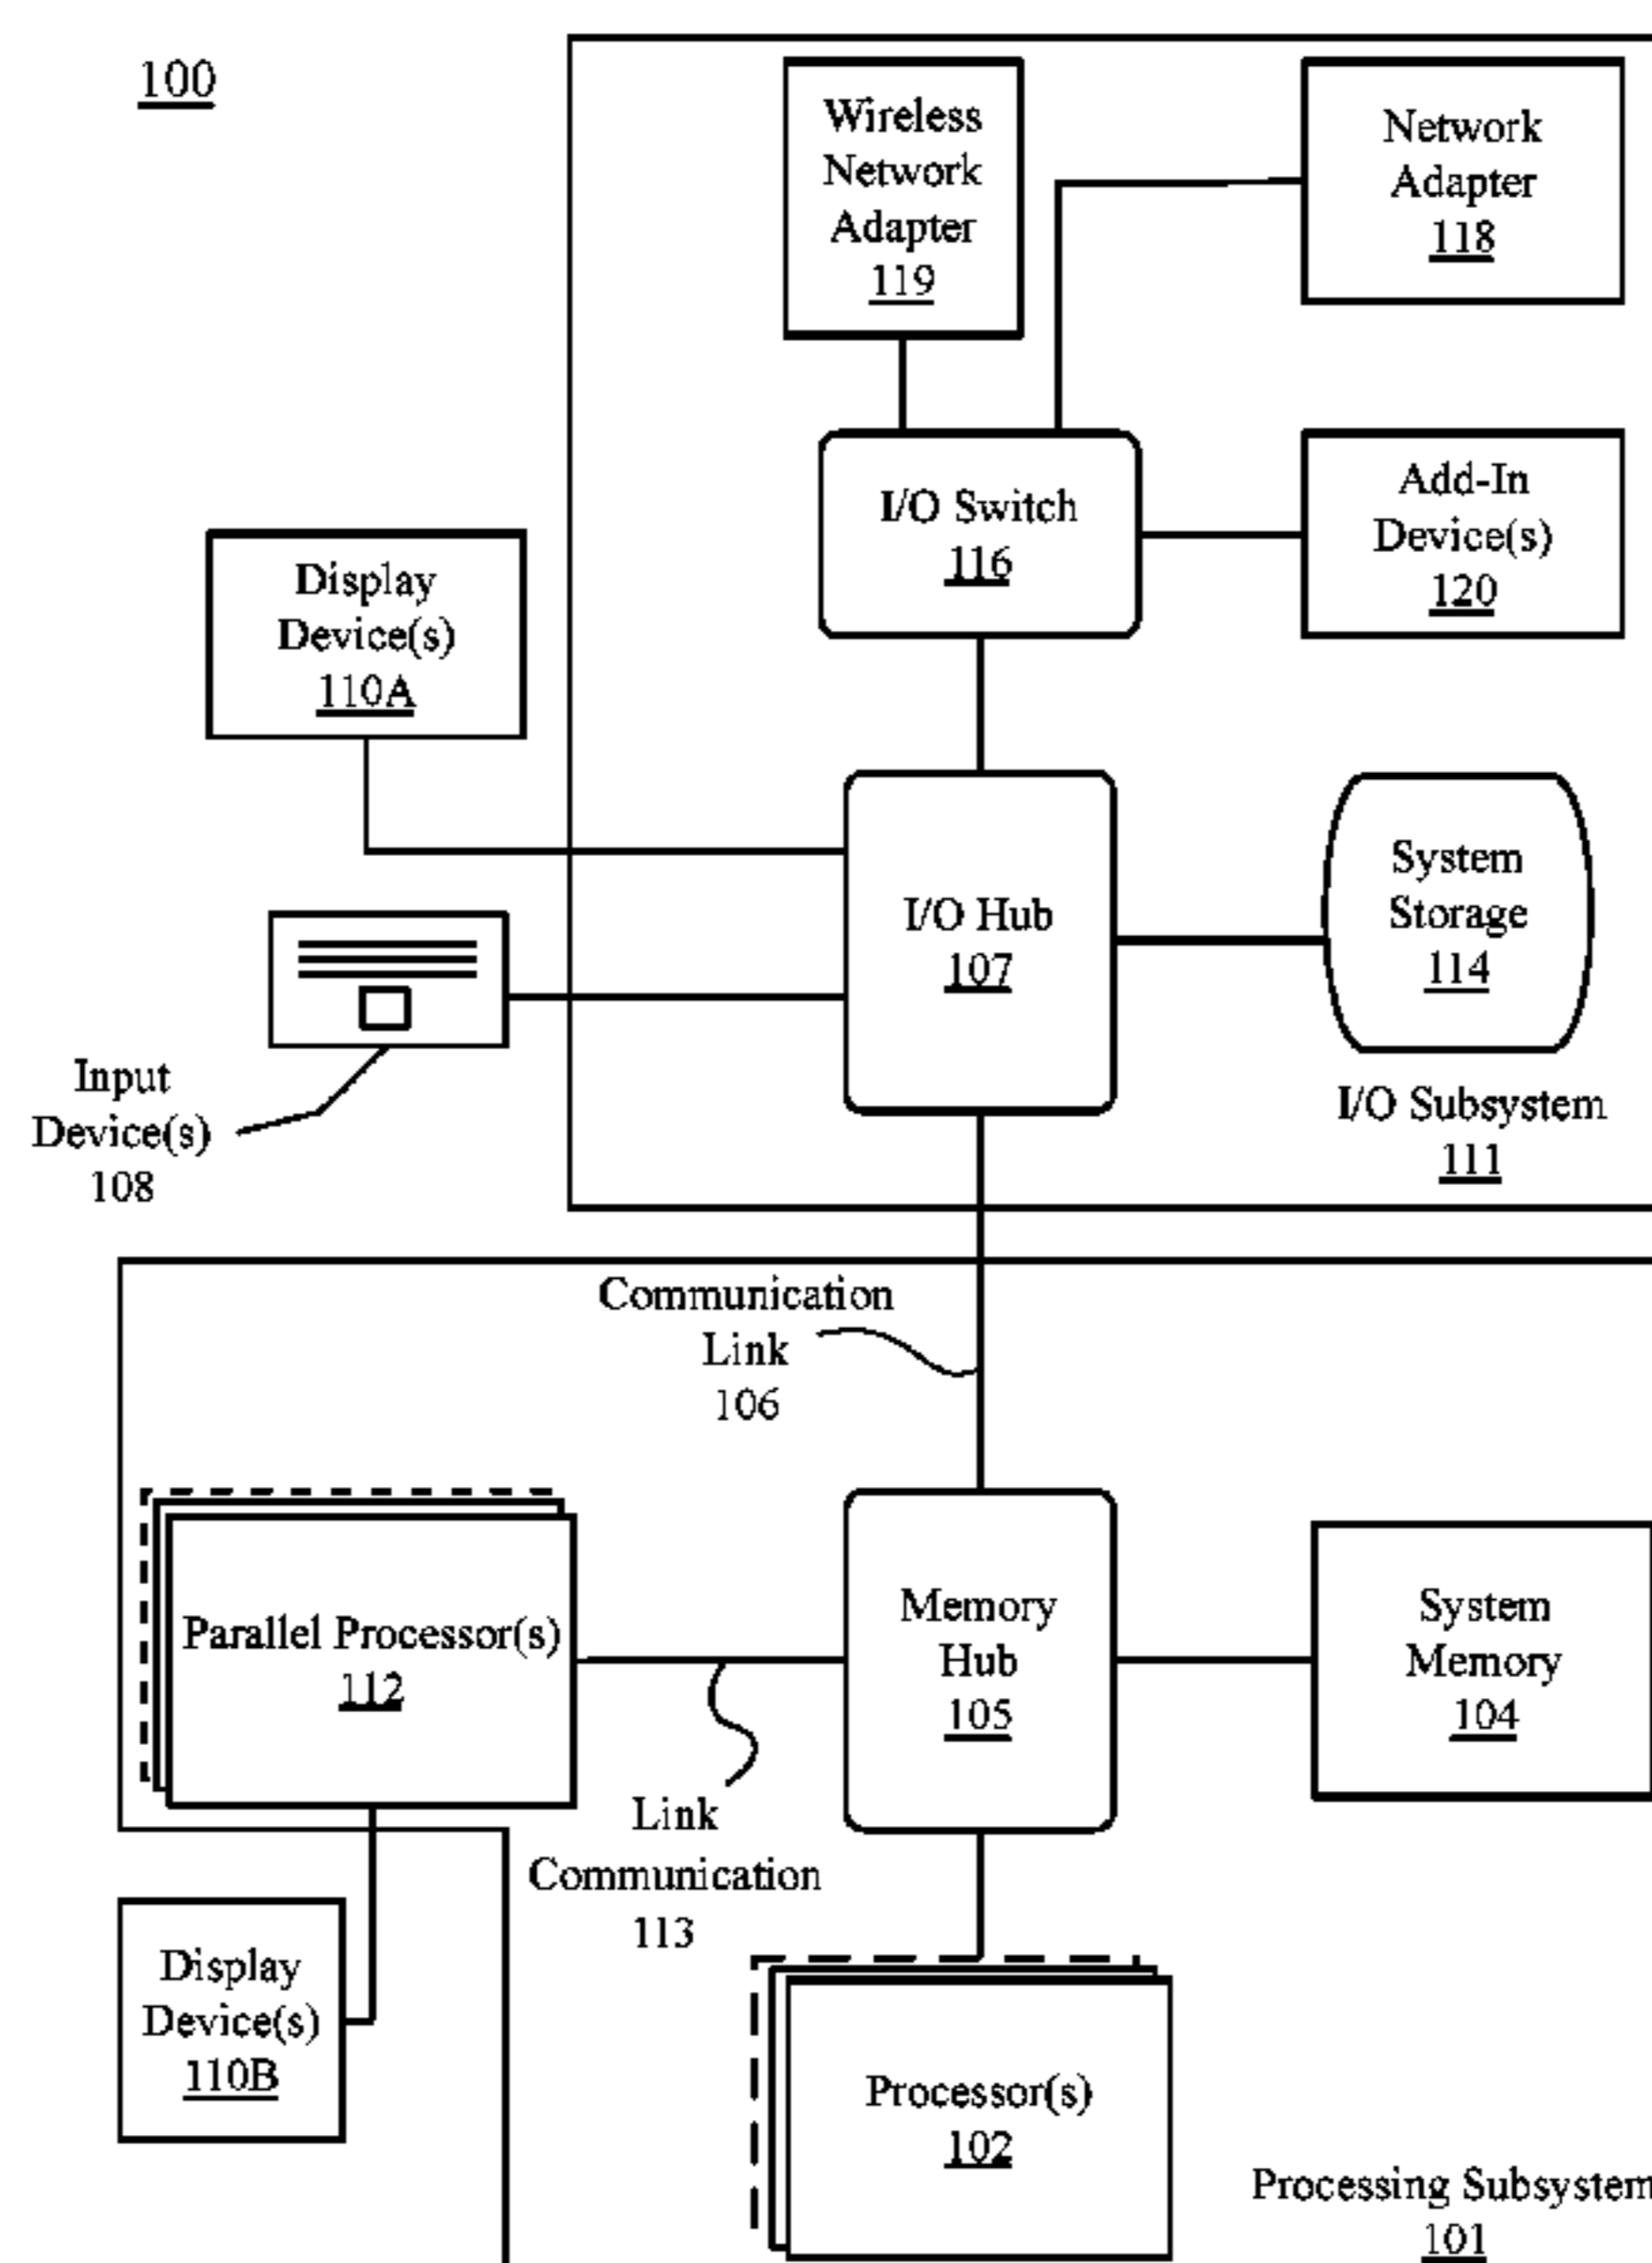 100
Wireless
Network
Adapter
119
Network
Adapter
118
I/O Switch
116
Add-In
Device(s)
120
Display
Device(s)
110A
I/O Hub
107
System
Storage
114
Input
Device(s)
108
I/O Subsystem
111
Communication
Link
106
Parallel Processor(s)
112
Memory
Hub
105
System
Memory
104
Link
Communication
113
Display
Device(s)
110B
Processor(s)
102
Processing Subsystem
101